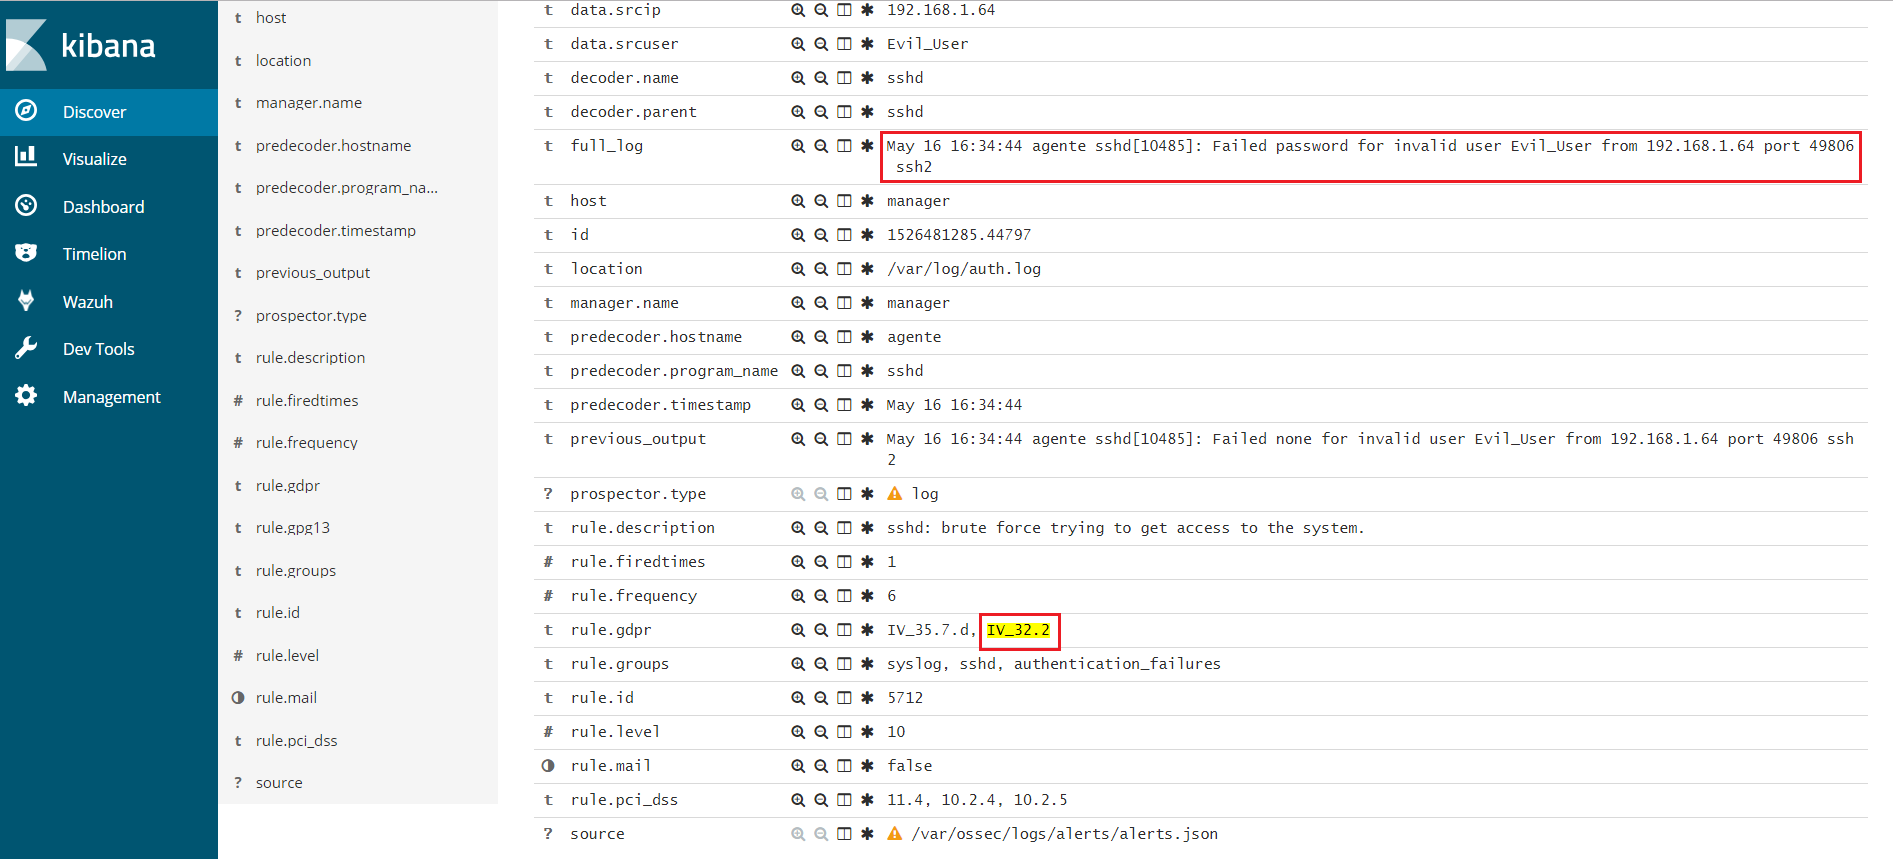 kibana
Discover
Visualize
Dashboard
Timelion
Wazuh
Dev Tools
Management
t host
t location
t manager.name
t predecoder.hostname
t predecoder.program_na...
t predecoder.timestamp
t previous_output
? prospector.type
t rule.description
# rule.firedtimes
# rule.frequency
t rule.gdpr
t rule.gpg13
t rule.groups
t rule.id
# rule.level
rule.mail
t rule.pci_dss
? source
t data.srcip 192.168.1.64
t data.srcuser Evil_User
t decoder.name sshd
t decoder.parent sshd
t full_log May 16 16:34:44 agente sshd[10485]: Failed password for invalid user Evil_User from 192.168.1.64 port 49806
ssh2
t host manager
t id 1526481285.44797
t location /var/log/auth.log
t manager.name manager
t predecoder.hostname agente
t predecoder.program_name sshd
t predecoder.timestamp May 16 16:34:44
t previous_output May 16 16:34:44 agente sshd[10485]: Failed none for invalid user Evil_User from 192.168.1.64 port 49806 ssh
2
? prospector.type log
t rule.description sshd: brute force trying to get access to the system.
# rule.firedtimes 1
# rule.frequency 6
t rule.gdpr IV_35.7.d, IV_32.2
t rule.groups syslog, sshd, authentication_failures
t rule.id 5712
# rule.level 10
rule.mail false
t rule.pci_dss 11.4, 10.2.4, 10.2.5
? source /var/ossec/logs/alerts/alerts.json